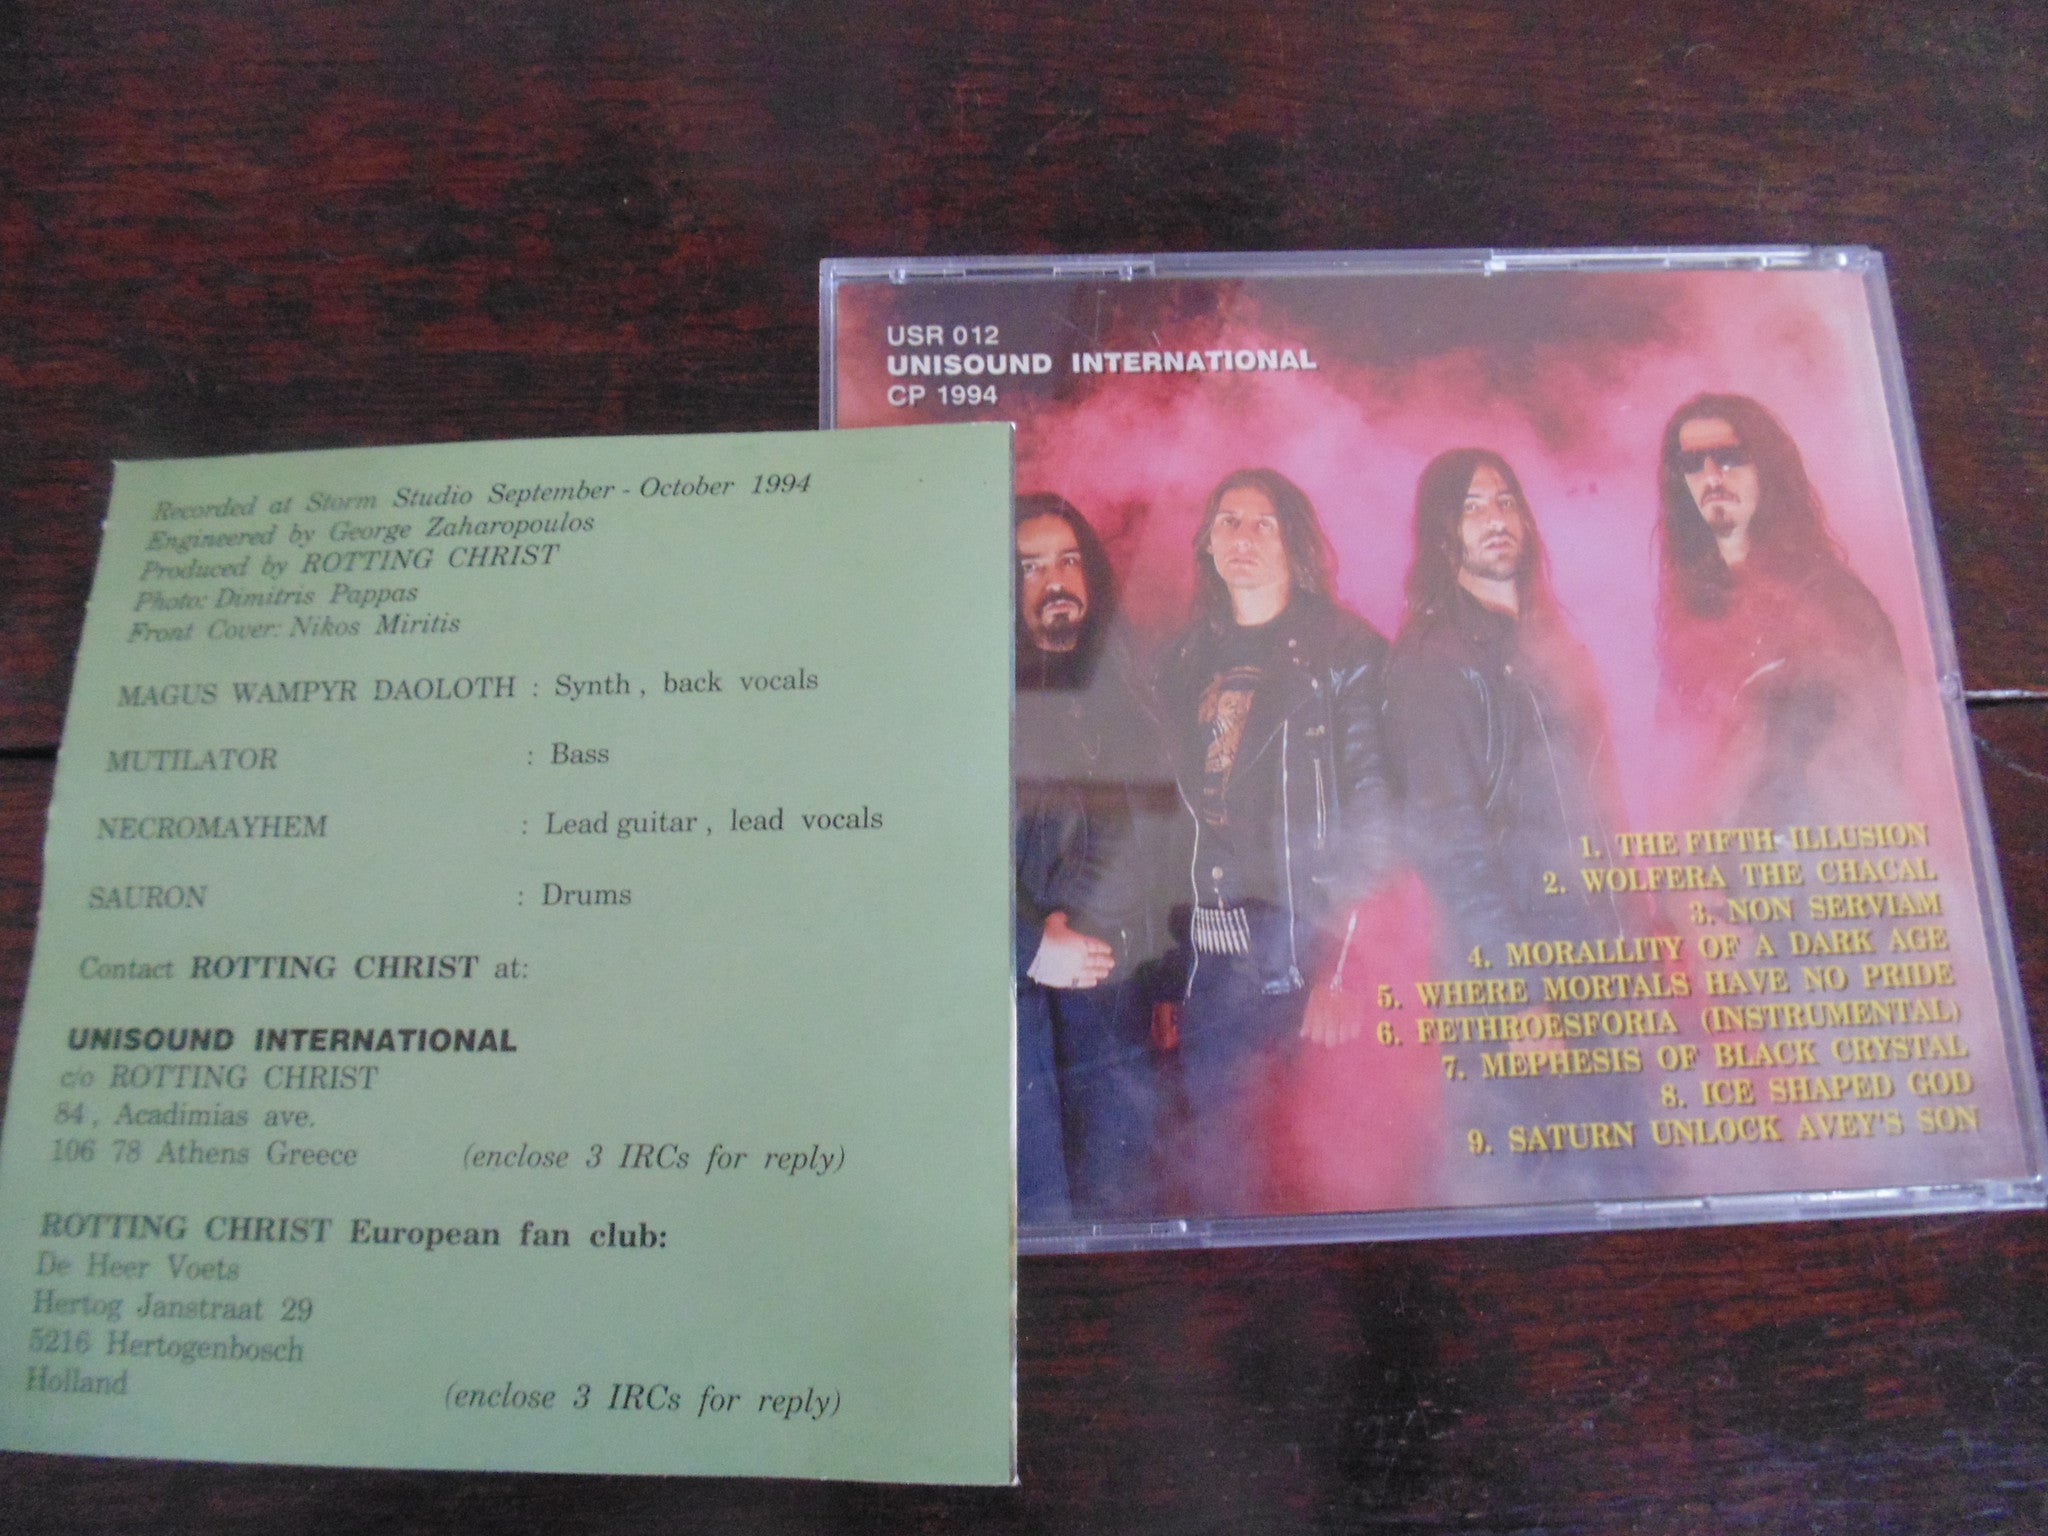 Recorded at Storm Studio September - October 1994
Engineered by George Zaharopoulos
Produced by ROTTING CHRIST
Photo: Dimitris Pappas
Front Cover: Nikos Miritis
MAGUS WAMPYR DAOLOTH : Synth , back vocals
MUTILATOR : Bass
NECROMAYHEM : Lead guitar , lead vocals
SAURON : Drums
Contact ROTTING CHRIST at:
UNISOUND INTERNATIONAL
c/o ROTTING CHRIST
84 , Acadimias ave.
106 78 Athens Greece (enclose 3 IRCs for reply)
ROTTING CHRIST European fan club:
De Heer Voets
Hertog Janstraat 29
5216 Hertogenbosch
Holland
(enclose 3 IRCs for reply)
USR 012
UNISOUND INTERNATIONAL
CP 1994
1. THE FIFTH ILLUSION
2. WOLFERA THE CHACAL
3. NON SERVIAM
4. MORALLITY OF A DARK AGE
5. WHERE MORTALS HAVE NO PRIDE
6. FETHROESFORIA (INSTRUMENTAL)
7. MEPHESIS OF BLACK CRYSTAL
8. ICE SHAPED GOD
9. SATURN UNLOCK AVEY'S SON